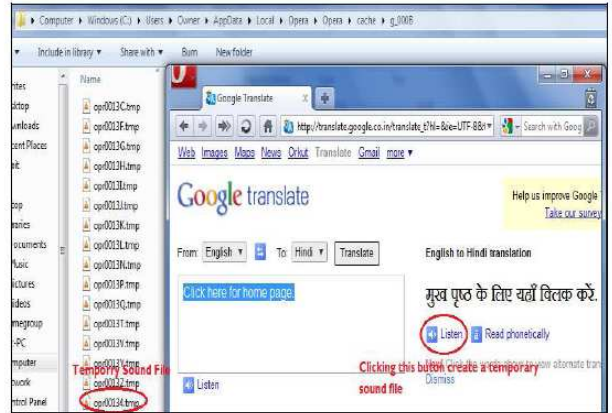 Computer ▸ Windows (C:) ▸ Users ▸ Owner ▸ AppData ▸ Local ▸ Opera ▸ Opera ▸ cache ▸ g_000B
Include in library ▾ Share with ▾ Burn New folder
Name
opr0013C.tmp
opr0013F.tmp
opr0013G.tmp
opr0013H.tmp
opr0013I.tmp
opr0013J.tmp
opr0013K.tmp
opr0013L.tmp
opr0013N.tmp
opr0013P.tmp
opr0013Q.tmp
opr0013T.tmp
opr0013V.tmp
opr0013Y.tmp
opr0013Z.tmp
opr00134.tmp
Temporry Sound File
Google Translate
http://translate.google.co.in/translate_t?hl=&ie=UTF-8&
Search with Goog
Web Images Maps News Orkut Translate Gmail more ▾
Google translate
Help us improve Google
Take our survey
From: English ▾ To: Hindi ▾ Translate
English to Hindi translation
Click here for home page.
मुख पृष्ठ के लिए यहाँ क्लिक करें.
Listen Read phonetically
Clicking this button create a temporary
sound file
Dismiss
Listen